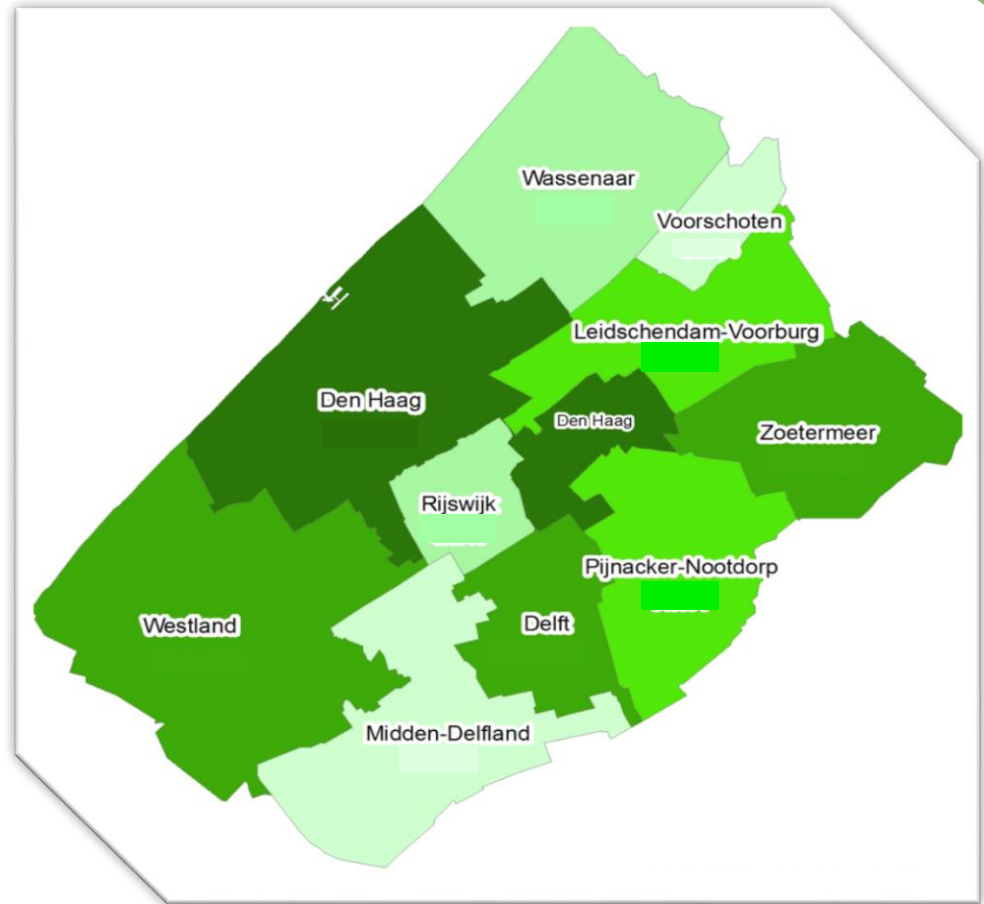 Wassenaar
Voorschoten
Leidschendam-Voorburg
Den Haag
Den Haag
Zoetermeer
Rijswijk
Pijnacker-Nootdorp
Westland
Delft
Midden-Delfland